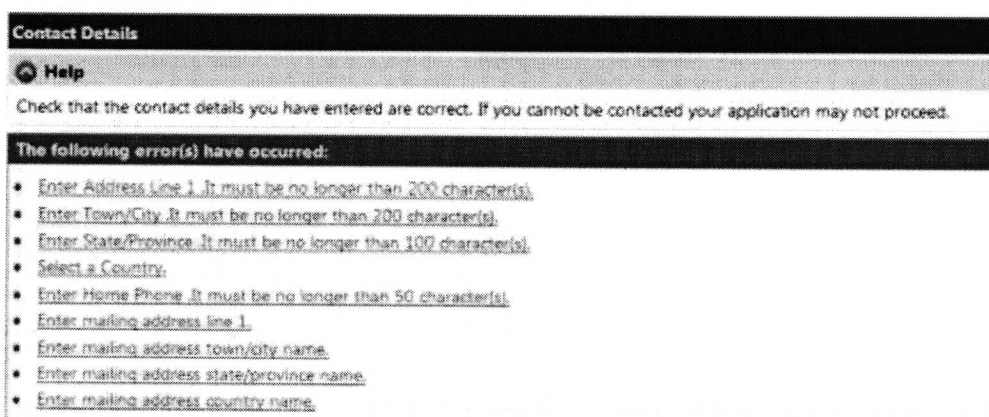 Contact Details
Help
Check that the contact details you have entered are correct. If you cannot be contacted your application may not proceed.
The following error(s) have occurred:
Enter Address Line 1 .It must be no longer than 200 character(s).
Enter Town/City .It must be no longer than 200 character(s).
Enter State/Province .It must be no longer than 100 character(s).
Select a Country.
Enter Home Phone .It must be no longer than 50 character(s).
Enter mailing address line 1.
Enter mailing address town/city name.
Enter mailing address state/province name.
Enter mailing address country name.